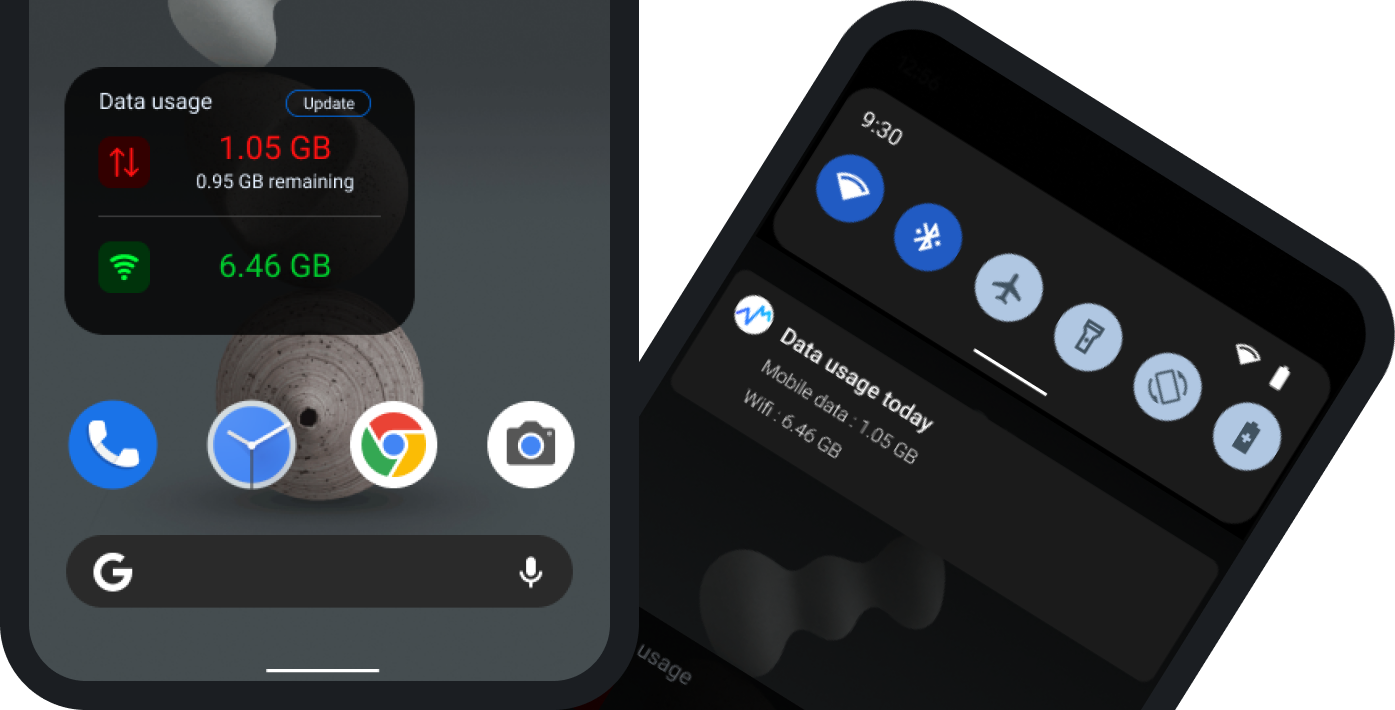 Data usage
Update
1.05 GB
0.95 GB remaining
6.46 GB
9:30
Data usage today
Mobile data : 1.05 GB
Wifi : 6.46 GB
usage